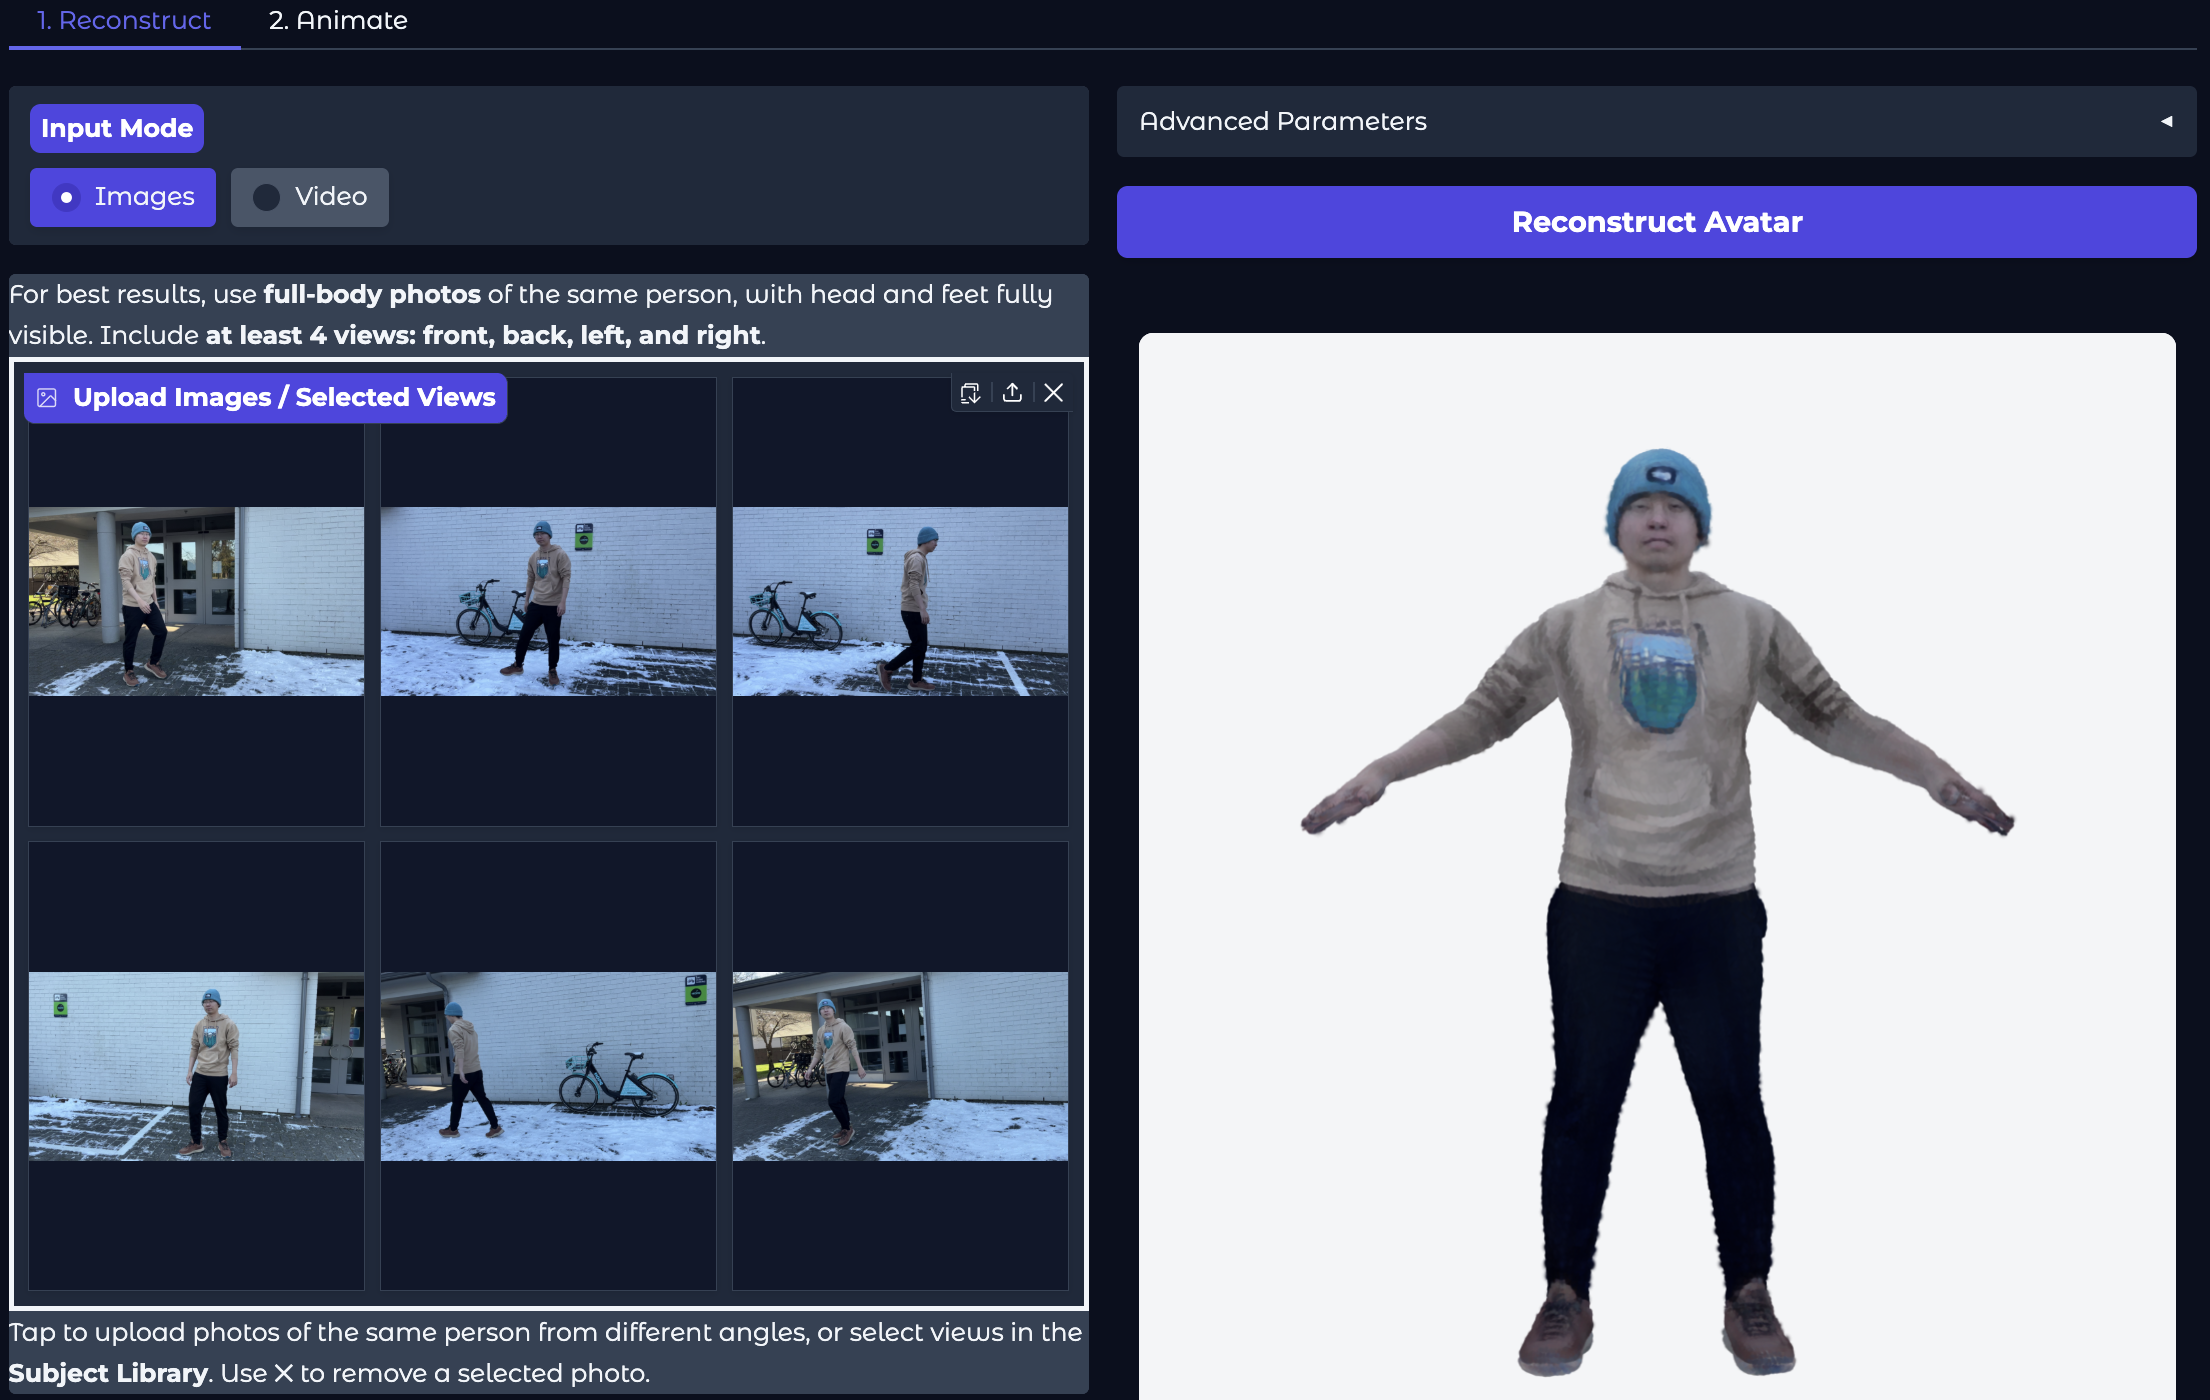 1. Reconstruct
2. Animate
Input Mode
Images
Video
For best results, use full-body photos of the same person, with head and feet fully
visible. Include at least 4 views: front, back, left, and right.
Upload Images / Selected Views
Tap to upload photos of the same person from different angles, or select views in the
Subject Library. Use X to remove a selected photo.
Advanced Parameters
Reconstruct Avatar